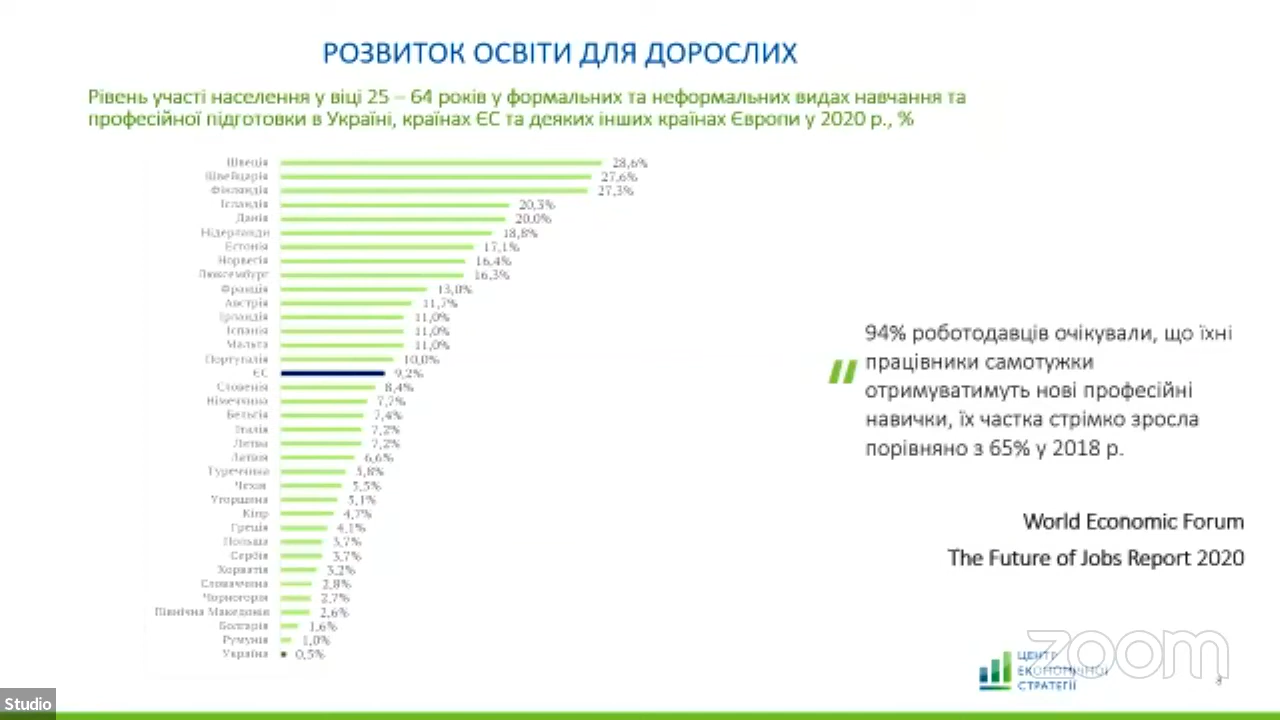 РОЗВИТОК ОСВІТИ ДЛЯ ДОРОСЛИХ
Рівень участі населення у віці 25 – 64 років у формальних та неформальних видах навчання та
професійної підготовки в Україні, країнах ЄС та деяких інших країнах Європи у 2020 р., %
Швеція 28,6%
Швейцарія 27,6%
Фінляндія 27,3%
Ісландія 20,3%
Данія 20,0%
Нідерланди 18,8%
Естонія 17,1%
Норвегія 16,4%
Люксембург 16,3%
Франція 13,0%
Австрія 11,7%
Ірландія 11,0%
Іспанія 11,0%
Мальта 11,0%
Португалія 10,0%
ЄС 9,2%
Словенія 8,4%
Німеччина 7,7%
Бельгія 7,4%
Італія 7,2%
Литва 7,2%
Латвія 6,6%
Туреччина 5,8%
Чехія 5,5%
Угорщина 5,1%
Кіпр 4,7%
Греція 4,1%
Польща 3,7%
Сербія 3,7%
Хорватія 3,2%
Словаччина 2,8%
Чорногорія 2,7%
Північна Македонія 2,6%
Болгарія 1,6%
Румунія 1,0%
Україна 0,5%
94% роботодавців очікували, що їхні
працівники самотужки
отримуватимуть нові професійні
навички, їх частка стрімко зросла
порівняно з 65% у 2018 р.
World Economic Forum
The Future of Jobs Report 2020
ЦЕНТР
ЕКОНОМІЧНОЇ
СТРАТЕГІЇ
zoom
8
Studio